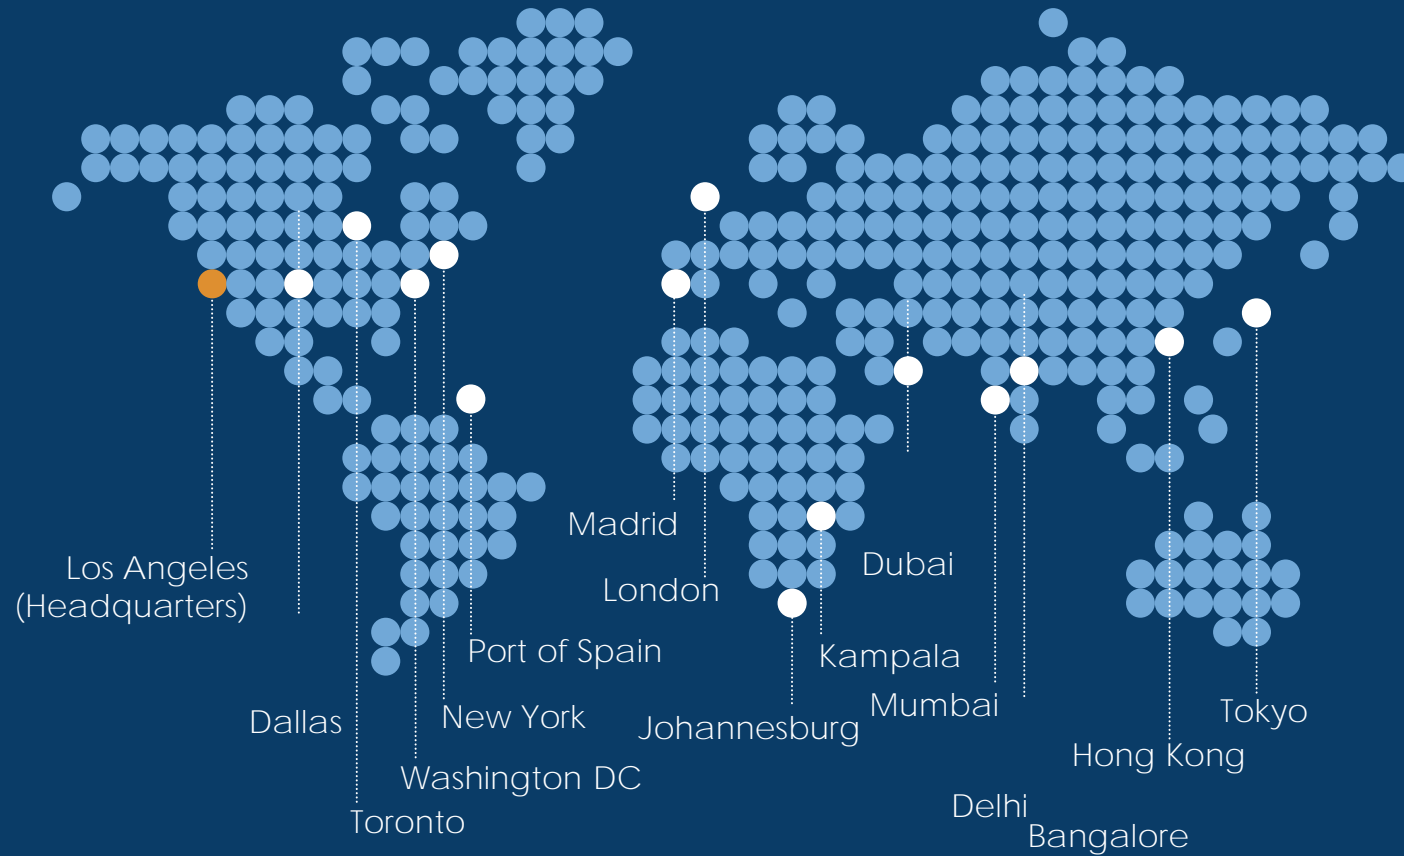 Madrid
Los Angeles
(Headquarters)
Dubai
London
Port of Spain
Kampala
Mumbai
Dallas
New York
Johannesburg
Tokyo
Hong Kong
Washington DC
Delhi
Toronto
Bangalore